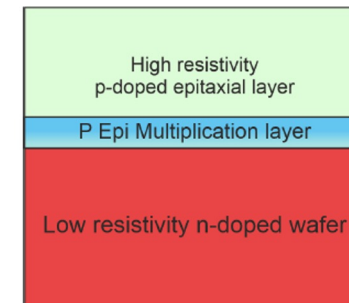 High resistivity
p-doped epitaxial layer
P Epi Multiplication layer
Low resistivity n-doped wafer